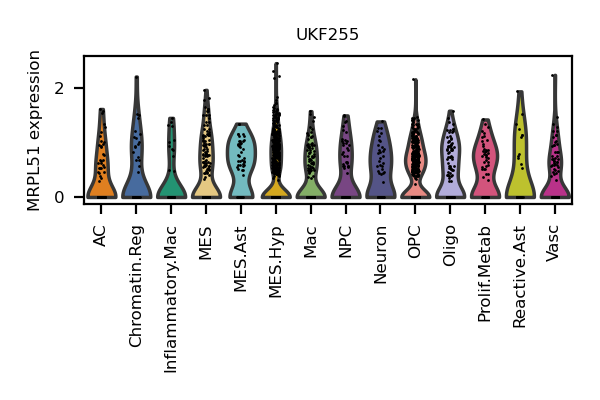 UKF255
MRPL51 expression
2
0
AC
Chromatin.Reg
Inflammatory.Mac
MES
MES.Ast
MES.Hyp
Mac
NPC
Neuron
OPC
Oligo
Prolif.Metab
Reactive.Ast
Vasc